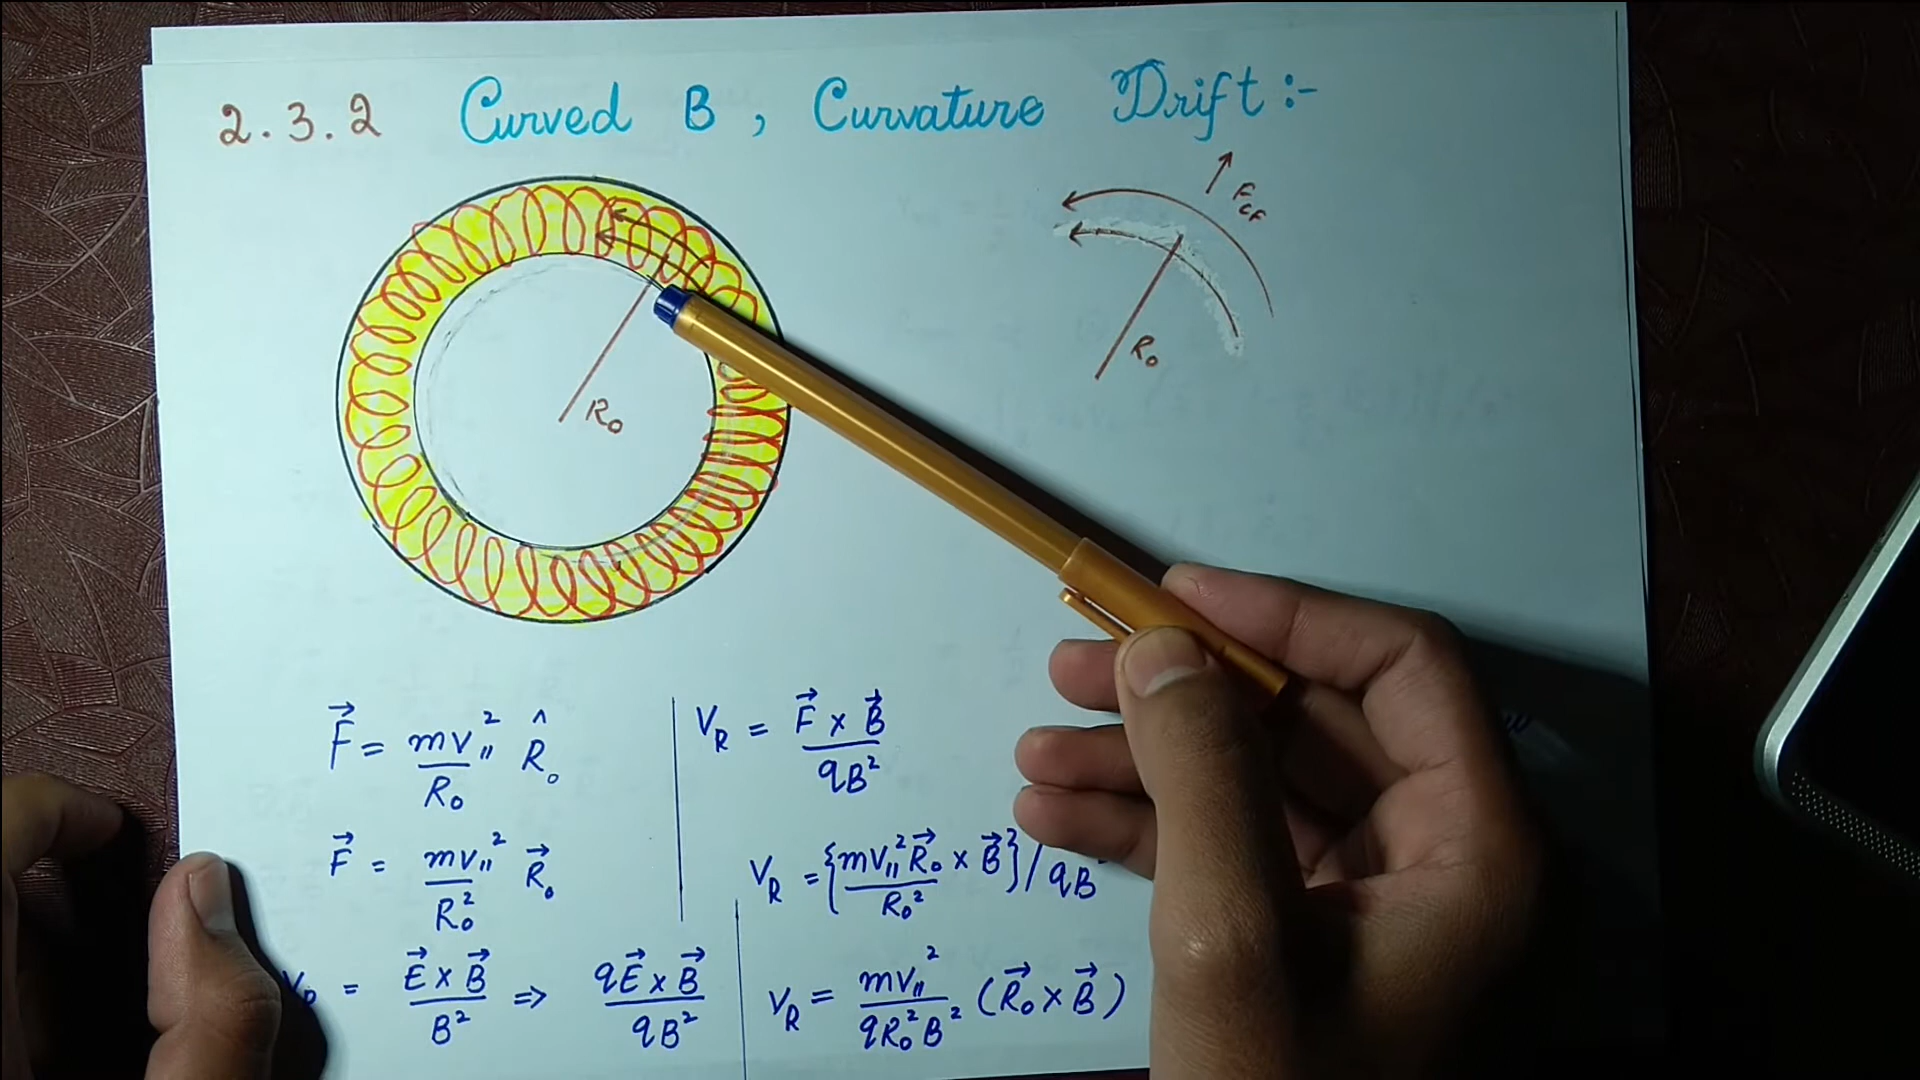 2.3.2 Curved B, Curvature Drift :-
F_CF
R₀
R₀
F⃗ = mv∥² / R₀ R̂₀
F⃗ = mv∥² / R₀² R⃗₀
V_R = E⃗ × B⃗ / B² ⇒ qE⃗ × B⃗ / qB²
V_R = F⃗ × B⃗ / qB²
V_R = {mv∥² R⃗₀ / R₀² × B⃗} / qB²
V_R = mv∥² / qR₀²B² (R⃗₀ × B⃗)